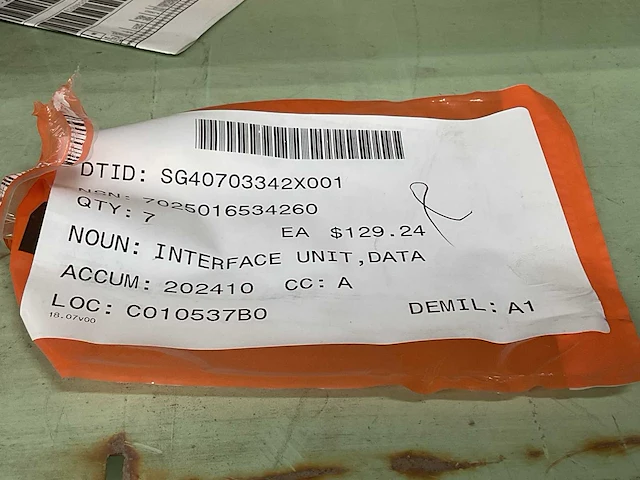 DTID: SG40703342X001
NSN: 7025016534260
QTY: 7
EA $129.24
NOUN: INTERFACE UNIT,DATA
ACCUM: 202410 CC: A
LOC: C010537B0
DEMIL: A1
18.07v00